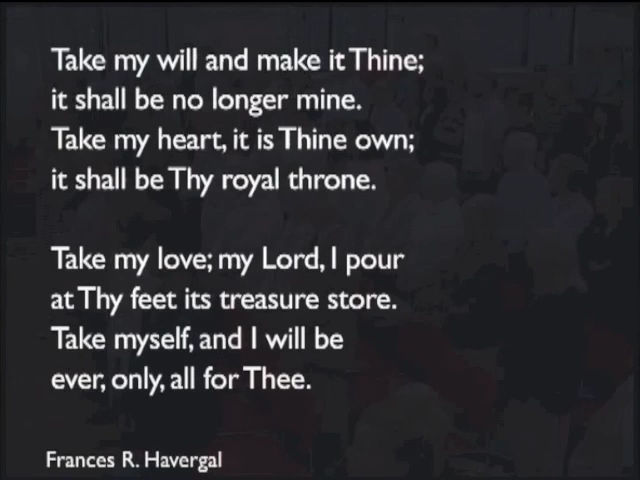 Take my will and make it Thine;
it shall be no longer mine.
Take my heart, it is Thine own;
it shall be Thy royal throne.
Take my love; my Lord, I pour
at Thy feet its treasure store.
Take myself, and I will be
ever, only, all for Thee.
Frances R. Havergal